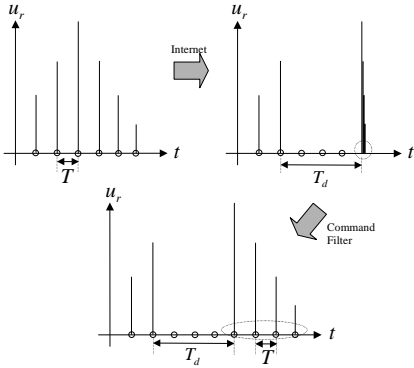 u_r
t
T
Internet
u_r
t
T_d
Command
Filter
u_r
t
T_d
T